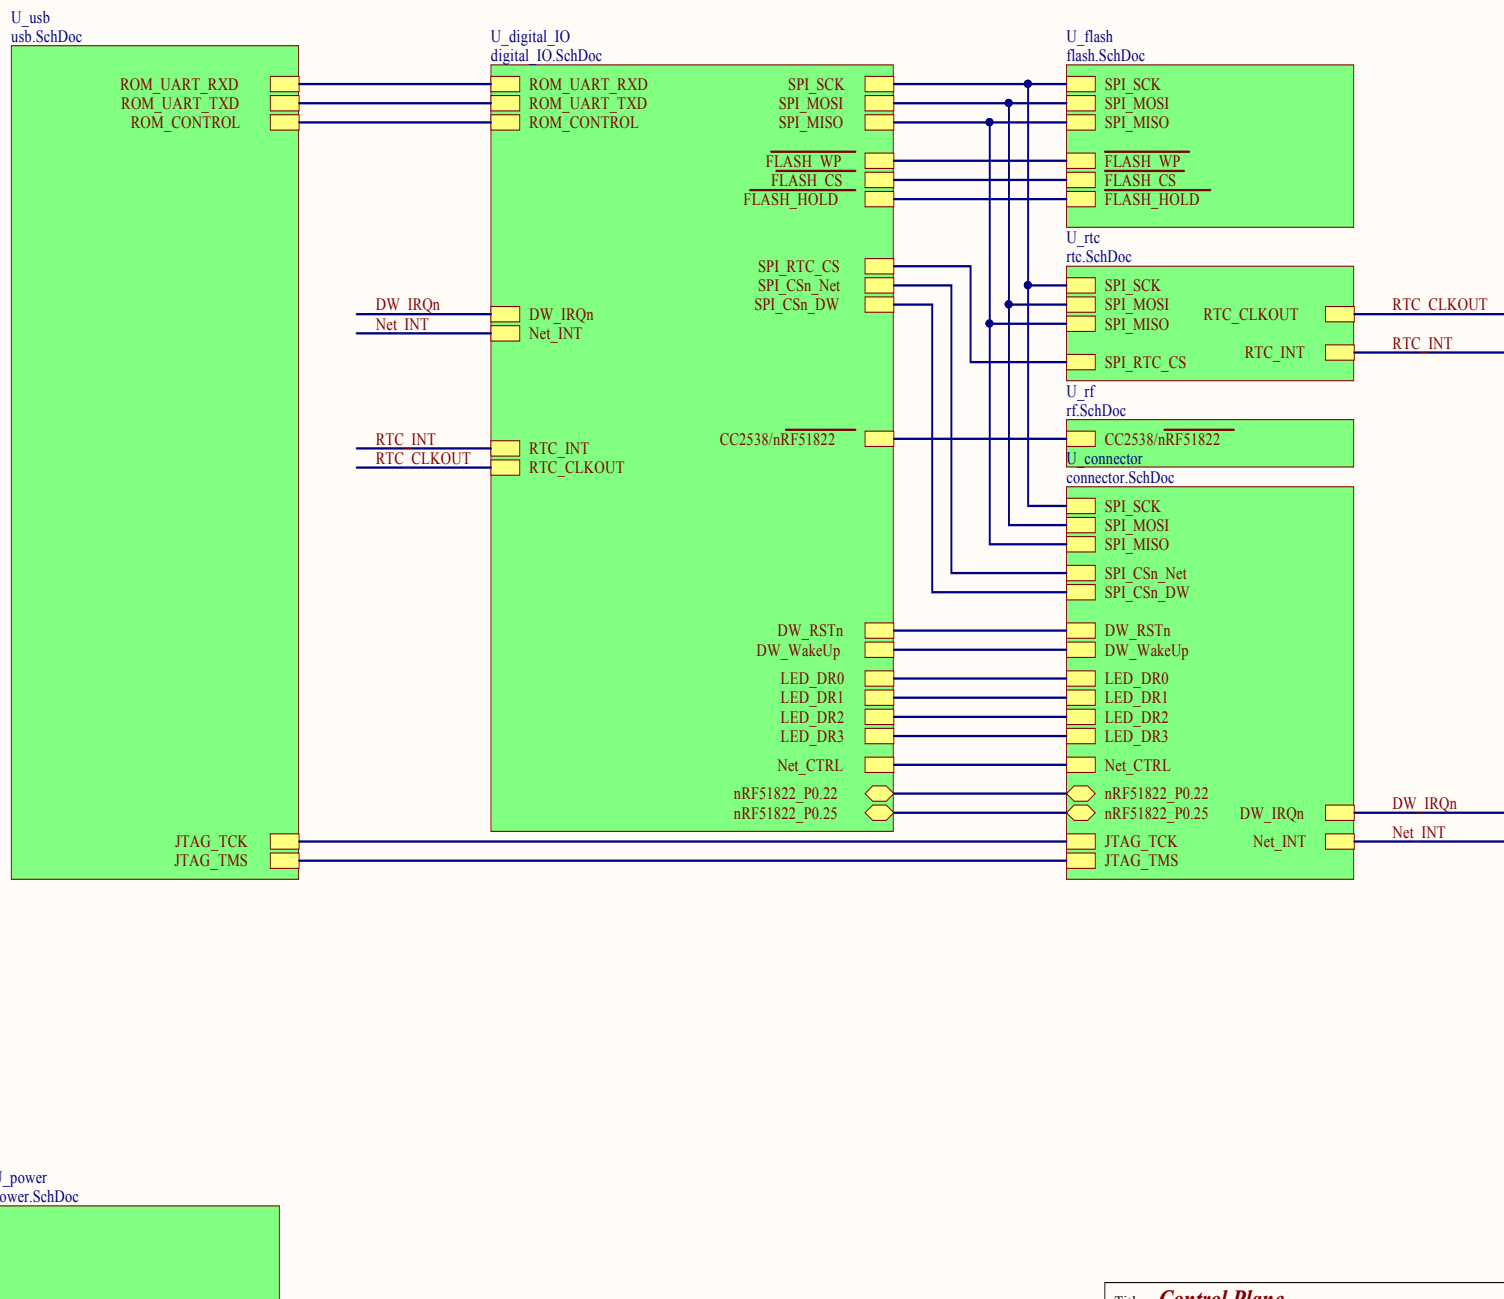 U_usb
usb.SchDoc
ROM_UART_RXD
ROM_UART_TXD
ROM_CONTROL
JTAG_TCK
JTAG_TMS
U_digital_IO
digital_IO.SchDoc
ROM_UART_RXD
ROM_UART_TXD
ROM_CONTROL
DW_IRQn
Net_INT
DW_IRQn
Net_INT
RTC_INT
RTC_CLKOUT
RTC_INT
RTC_CLKOUT
SPI_SCK
SPI_MOSI
SPI_MISO
FLASH_WP
FLASH_CS
FLASH_HOLD
SPI_RTC_CS
SPI_CSn_Net
SPI_CSn_DW
CC2538/nRF51822
DW_RSTn
DW_WakeUp
LED_DR0
LED_DR1
LED_DR2
LED_DR3
Net_CTRL
nRF51822_P0.22
nRF51822_P0.25
U_flash
flash.SchDoc
SPI_SCK
SPI_MOSI
SPI_MISO
FLASH_WP
FLASH_CS
FLASH_HOLD
U_rtc
rtc.SchDoc
SPI_SCK
SPI_MOSI
SPI_MISO
SPI_RTC_CS
RTC_CLKOUT
RTC_INT
RTC_CLKOUT
RTC_INT
U_rf
rf.SchDoc
CC2538/nRF51822
U_connector
connector.SchDoc
SPI_SCK
SPI_MOSI
SPI_MISO
SPI_CSn_Net
SPI_CSn_DW
DW_RSTn
DW_WakeUp
LED_DR0
LED_DR1
LED_DR2
LED_DR3
Net_CTRL
nRF51822_P0.22
nRF51822_P0.25
JTAG_TCK
JTAG_TMS
DW_IRQn
Net_INT
DW_IRQn
Net_INT
U_power
ower.SchDoc
Title Control Plane